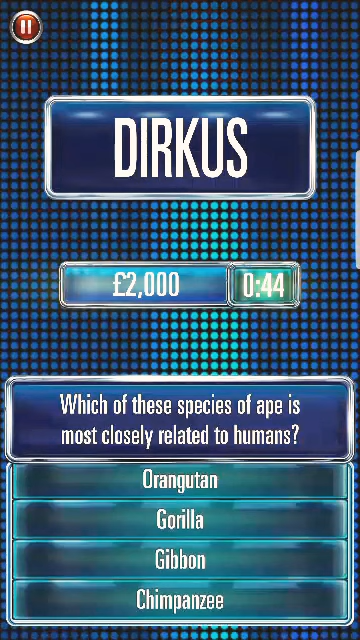 DIRKUS
£2,000
0:44
Which of these species of ape is
most closely related to humans?
Orangutan
Gorilla
Gibbon
Chimpanzee